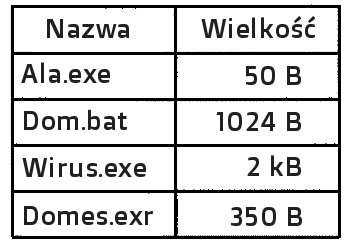 Nazwa Wielkość
Ala.exe 50 B
Dom.bat 1024 B
Wirus.exe 2 kB
Domes.exr 350 B